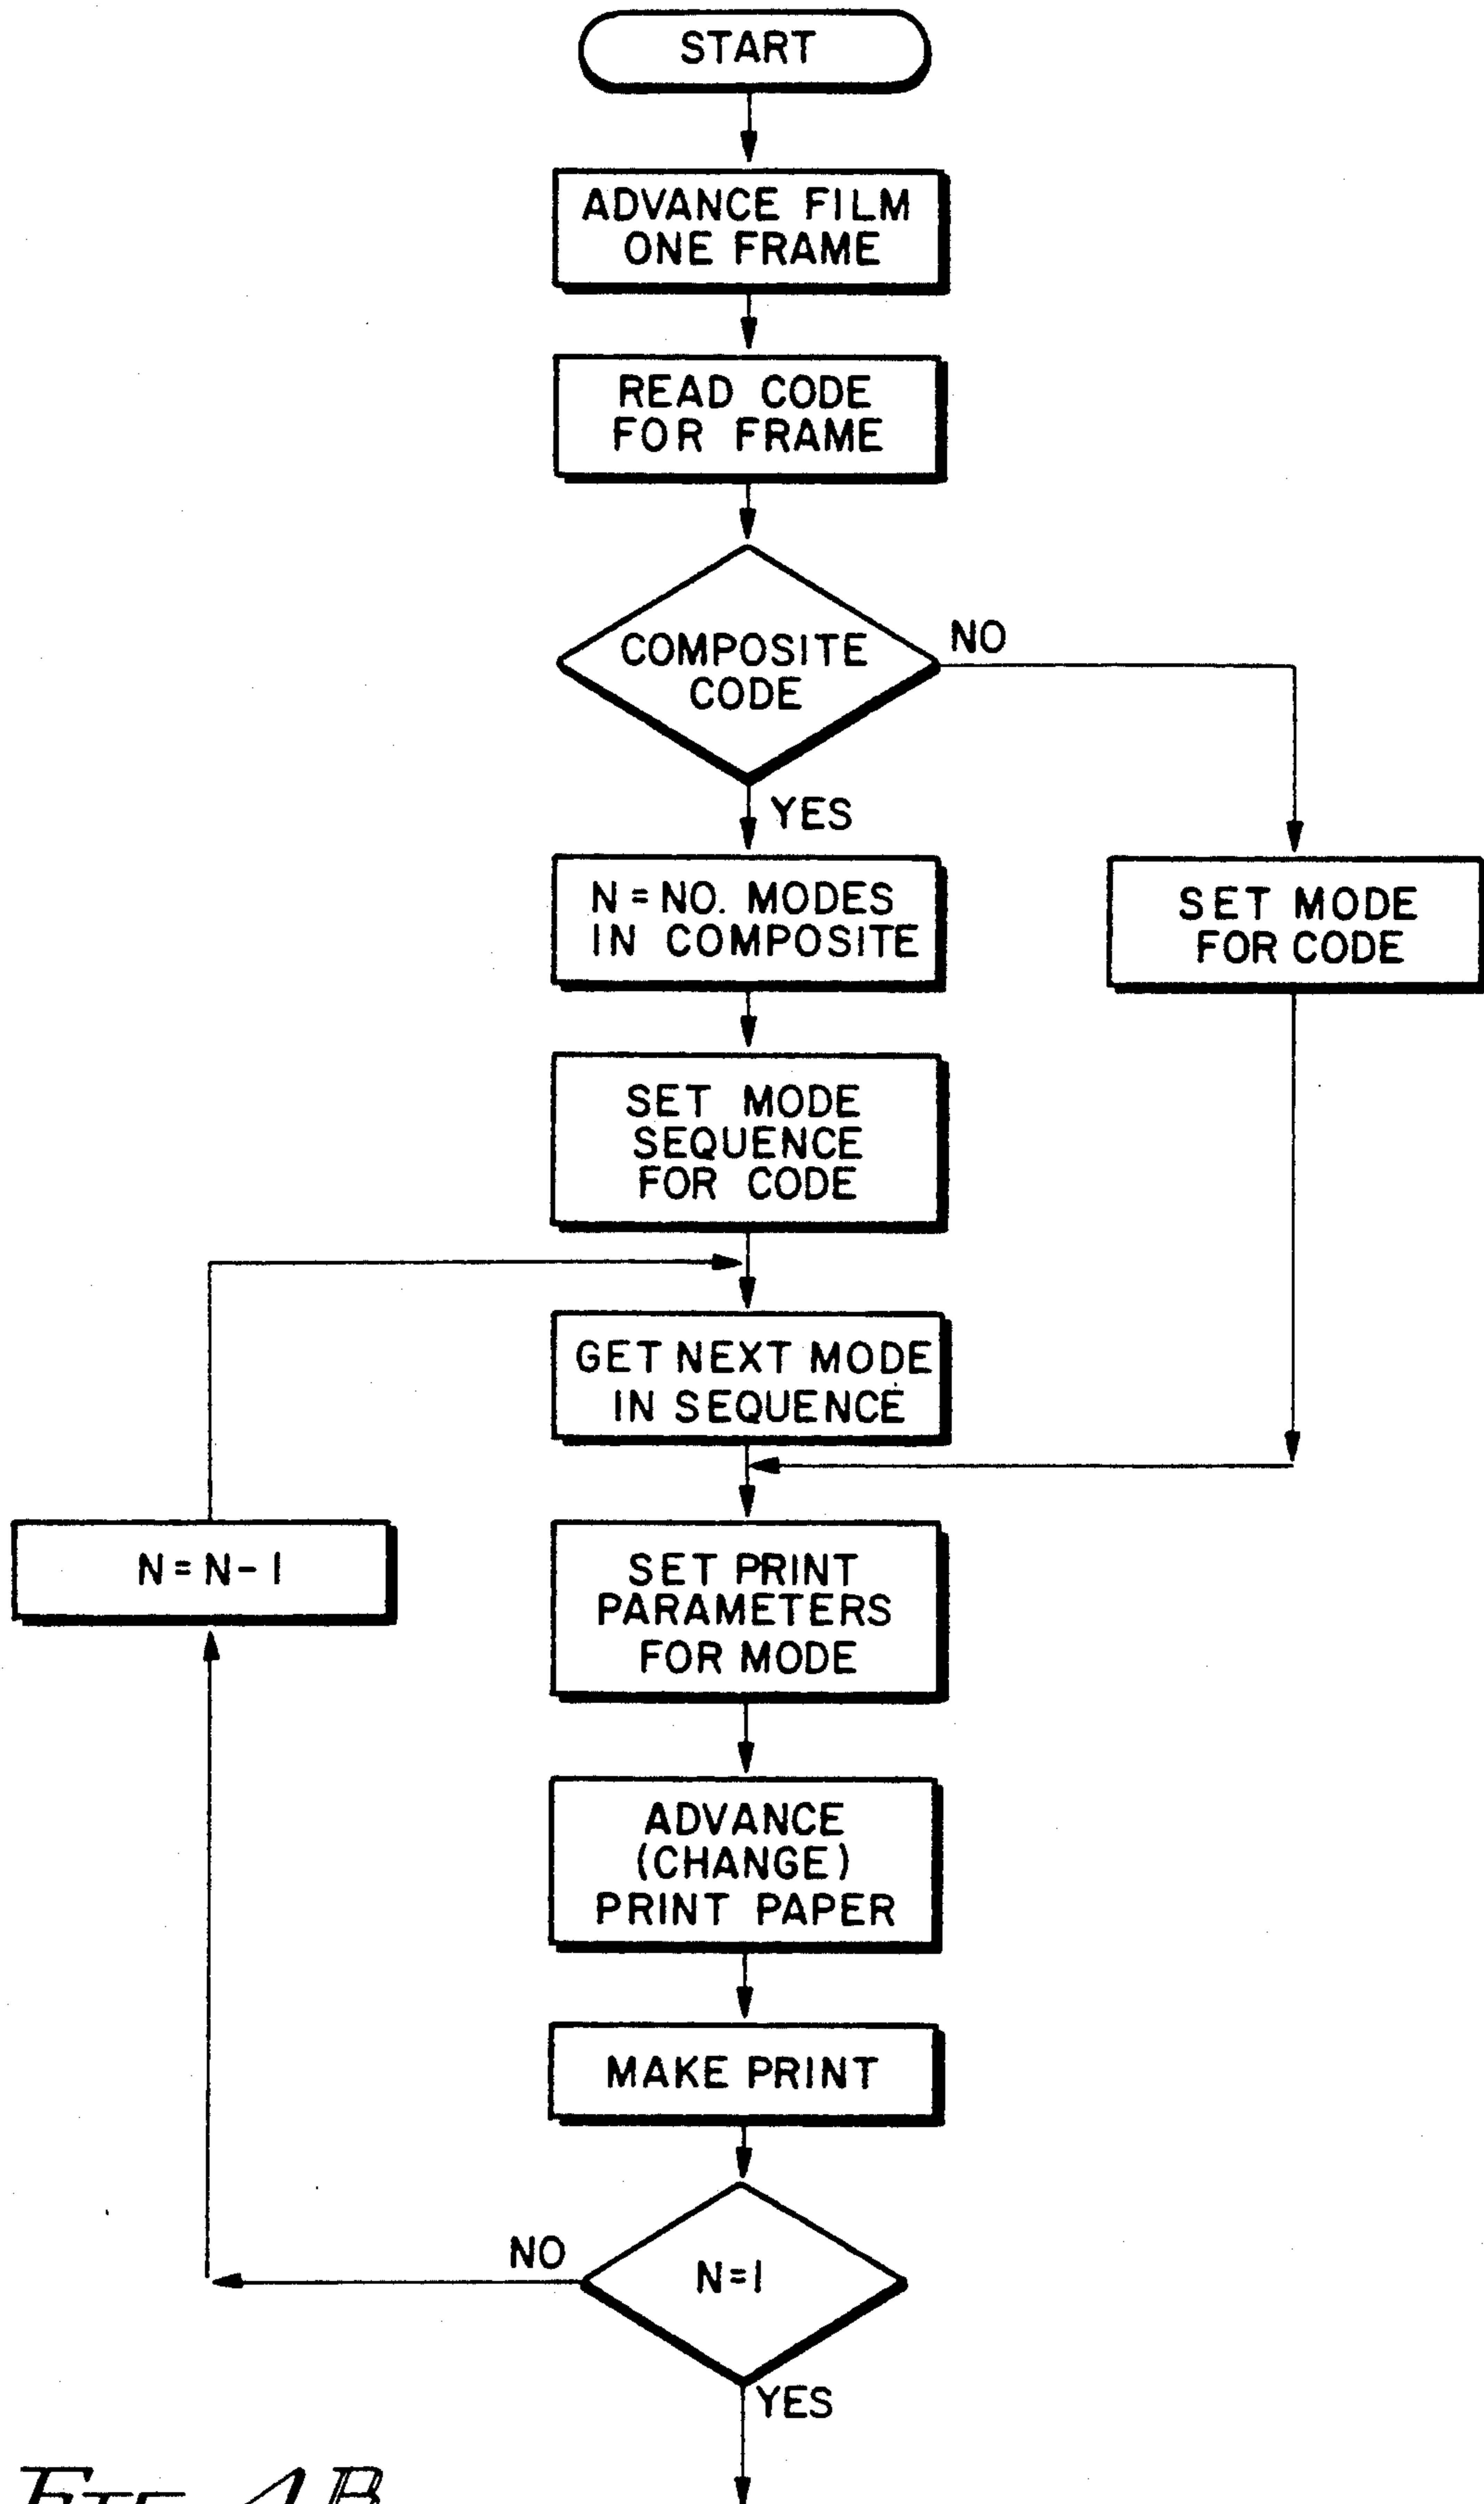 START
ADVANCE FILM
ONE FRAME
READ CODE
FOR FRAME
COMPOSITE
CODE
NO
YES
N = NO. MODES
IN COMPOSITE
SET MODE
FOR CODE
SET MODE
SEQUENCE
FOR CODE
GET NEXT MODE
IN SEQUENCE
N = N - 1
SET PRINT
PARAMETERS
FOR MODE
ADVANCE
(CHANGE)
PRINT PAPER
MAKE PRINT
NO
N=1
YES
FIG. 4B